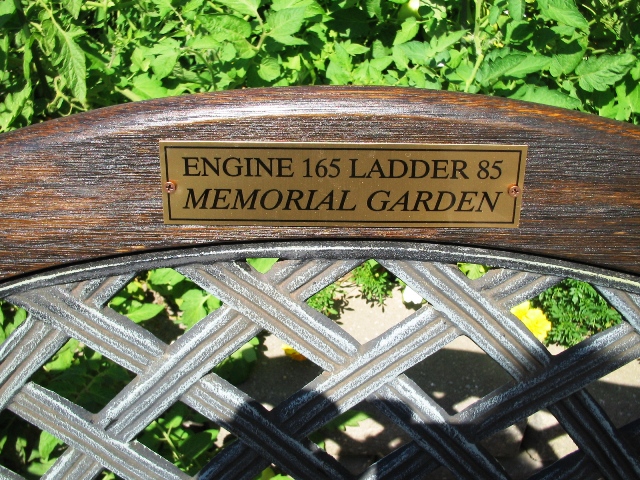 ENGINE 165 LADDER 85
MEMORIAL GARDEN